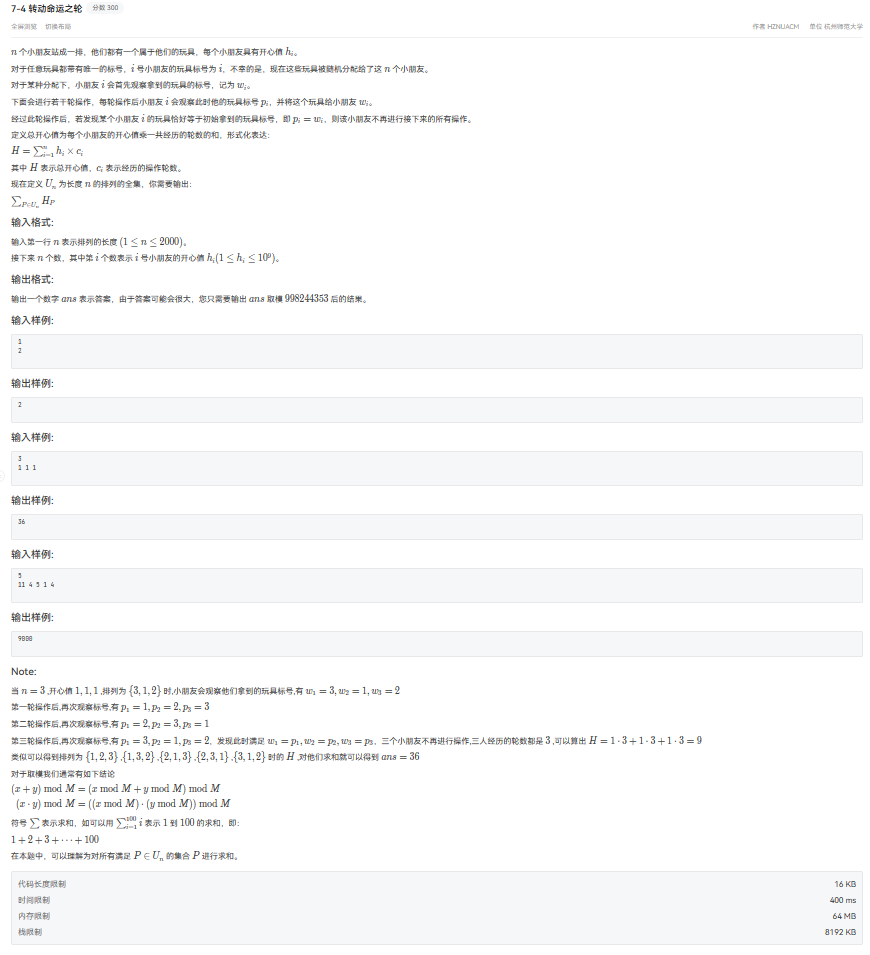 7-4 转动命运之轮 分数 300
全屏浏览 切换布局 作者 HZNUACM 单位 杭州师范大学
n 个小朋友站成一排，他们都有一个属于他们的玩具，每个小朋友具有开心值 h_i。
对于任意玩具都带有唯一的标号，i 号小朋友的玩具标号为 i，不幸的是，现在这些玩具被随机分配给了这 n 个小朋友。
对于某种分配下，小朋友 i 会首先观察拿到的玩具的标号，记为 w_i。
下面会进行若干轮操作，每轮操作后小朋友 i 会观察此时他的玩具标号 p_i，并将这个玩具给小朋友 w_i。
经过此轮操作后，若发现某个小朋友 i 的玩具恰好等于初始拿到的玩具标号，即 p_i = w_i，则该小朋友不再进行接下来的所有操作。
定义总开心值为每个小朋友的开心值乘一共经历的轮数的和，形式化表达：
H = ∑_{i=1}^{n} h_i × c_i
其中 H 表示总开心值，c_i 表示经历的操作轮数。
现在定义 U_n 为长度 n 的排列的全集，你需要输出：
∑_{P∈U_n} H_P
输入格式:
输入第一行 n 表示排列的长度 (1 ≤ n ≤ 2000)。
接下来 n 个数，其中第 i 个数表示 i 号小朋友的开心值 h_i(1 ≤ h_i ≤ 10^9)。
输出格式:
输出一个数字 ans 表示答案，由于答案可能会很大，您只需要输出 ans 取模 998244353 后的结果。
输入样例:
1
2
输出样例:
2
输入样例:
3
1 1 1
输出样例:
36
输入样例:
5
11 4 5 1 4
输出样例:
9000
Note:
当 n = 3 ,开心值 1, 1, 1 ,排列为 {3, 1, 2} 时,小朋友会观察他们拿到的玩具标号,有 w_1 = 3, w_2 = 1, w_3 = 2
第一轮操作后,再次观察标号,有 p_1 = 1, p_2 = 2, p_3 = 3
第二轮操作后,再次观察标号,有 p_1 = 2, p_2 = 3, p_3 = 1
第三轮操作后,再次观察标号,有 p_1 = 3, p_2 = 1, p_3 = 2，发现此时满足 w_1 = p_1, w_2 = p_2, w_3 = p_3，三个小朋友不再进行操作,三人经历的轮数都是 3 ,可以算出 H = 1 · 3 + 1 · 3 + 1 · 3 = 9
类似可以得到排列为 {1, 2, 3} ,{1, 3, 2} ,{2, 1, 3} ,{2, 3, 1} ,{3, 1, 2} 时的 H ,对他们求和就可以得到 ans = 36
对于取模我们通常有如下结论
(x + y) mod M = (x mod M + y mod M) mod M
(x · y) mod M = ((x mod M) · (y mod M)) mod M
符号 ∑ 表示求和，如可以用 ∑_{i=1}^{100} i 表示 1 到 100 的求和，即：
1 + 2 + 3 + · · · + 100
在本题中，可以理解为对所有满足 P ∈ U_n 的集合 P 进行求和。
代码长度限制 16 KB
时间限制 400 ms
内存限制 64 MB
栈限制 8192 KB